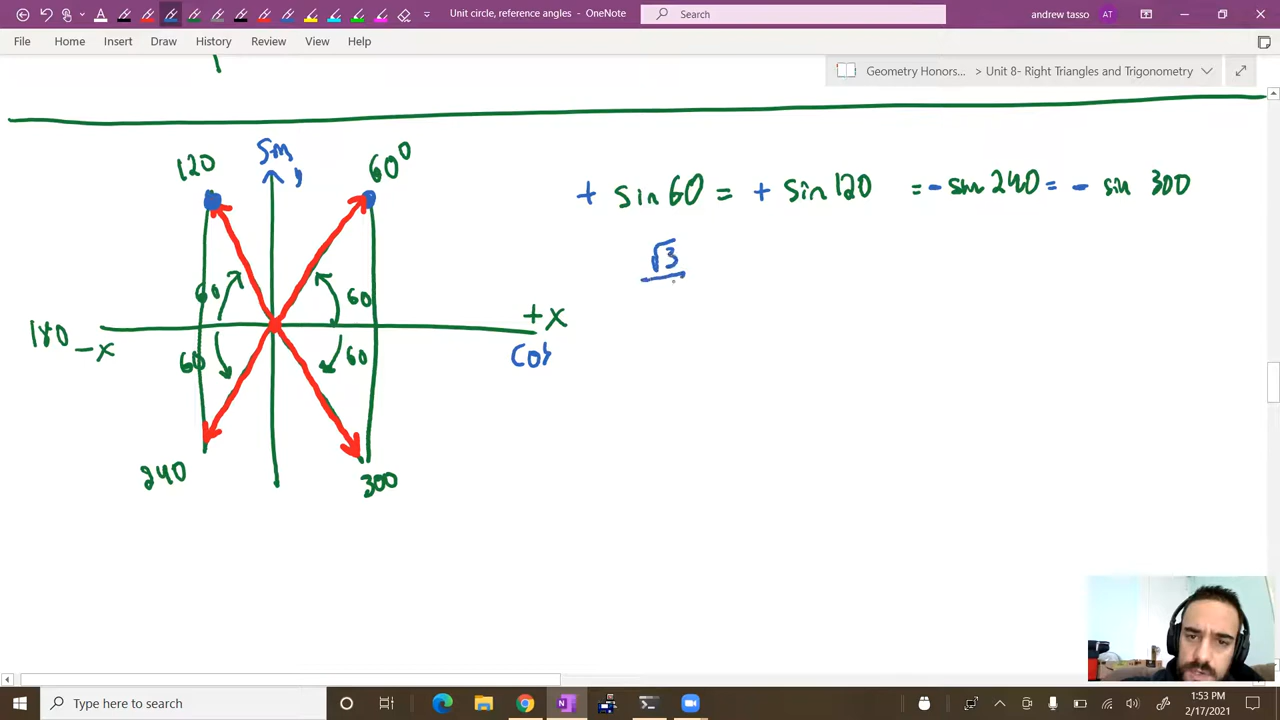 Unit circle, reference angles - OneNote
Search
andrew tasso
AT
File Home Insert Draw History Review View Help
Geometry Honors... > Unit 8- Right Triangles and Trigonometry
120
60⁰
+ sin 60 = + sin 120 = - sin 240 = - sin 300
√3
60 60
+X
180 -X
60 60
Cos
240
300
Type here to search
1:53 PM
2/17/2021